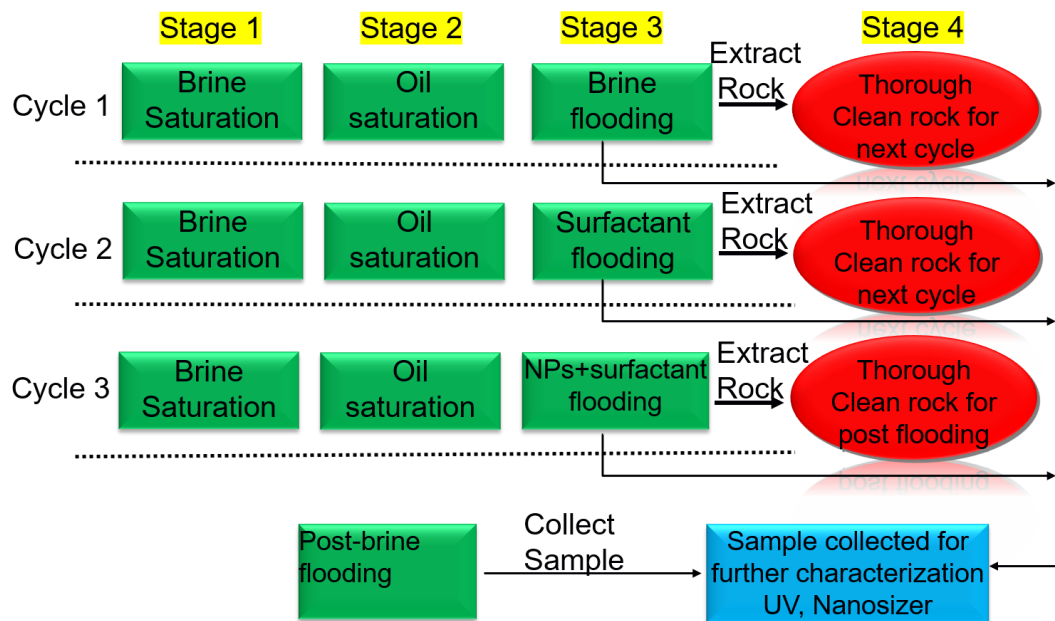 Stage 1
Stage 2
Stage 3
Stage 4
Cycle 1
Brine
Saturation
Oil
saturation
Brine
flooding
Extract
Rock
Thorough
Clean rock for
next cycle
Cycle 2
Brine
Saturation
Oil
saturation
Surfactant
flooding
Extract
Rock
Thorough
Clean rock for
next cycle
Cycle 3
Brine
Saturation
Oil
saturation
NPs+surfactant
flooding
Extract
Rock
Thorough
Clean rock for
post flooding
Post-brine
flooding
Collect
Sample
Sample collected for
further characterization
UV, Nanosizer